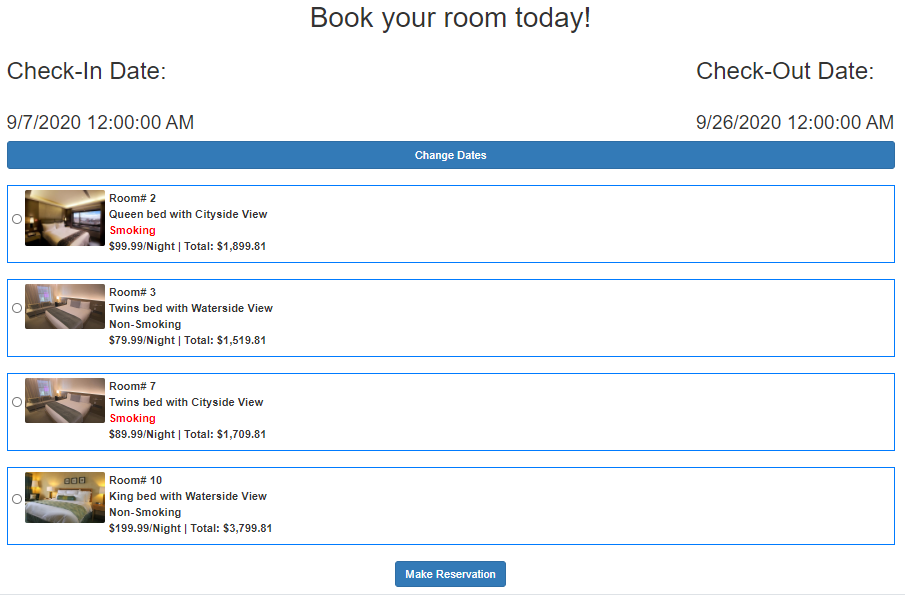 Book your room today!
Check-In Date:
Check-Out Date:
9/7/2020 12:00:00 AM
9/26/2020 12:00:00 AM
Change Dates
Room# 2
Queen bed with Cityside View
Smoking
$99.99/Night | Total: $1,899.81
Room# 3
Twins bed with Waterside View
Non-Smoking
$79.99/Night | Total: $1,519.81
Room# 7
Twins bed with Cityside View
Smoking
$89.99/Night | Total: $1,709.81
Room# 10
King bed with Waterside View
Non-Smoking
$199.99/Night | Total: $3,799.81
Make Reservation